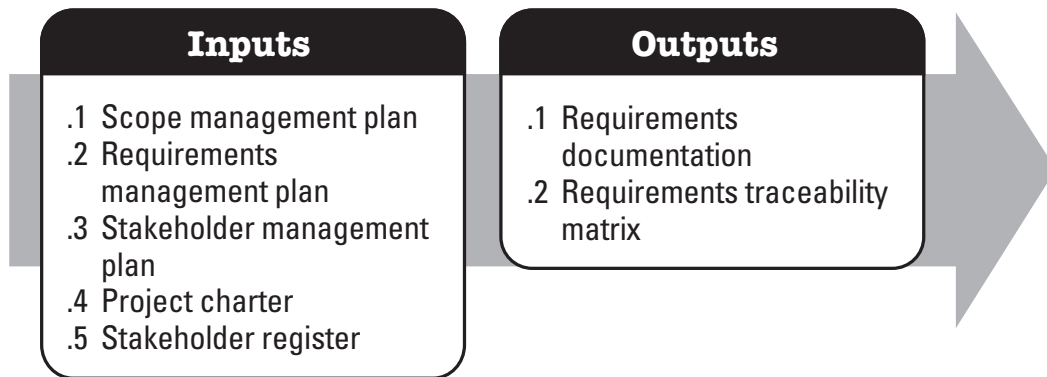 Inputs
.1 Scope management plan
.2 Requirements
management plan
.3 Stakeholder management
plan
.4 Project charter
.5 Stakeholder register
Outputs
.1 Requirements
documentation
.2 Requirements traceability
matrix